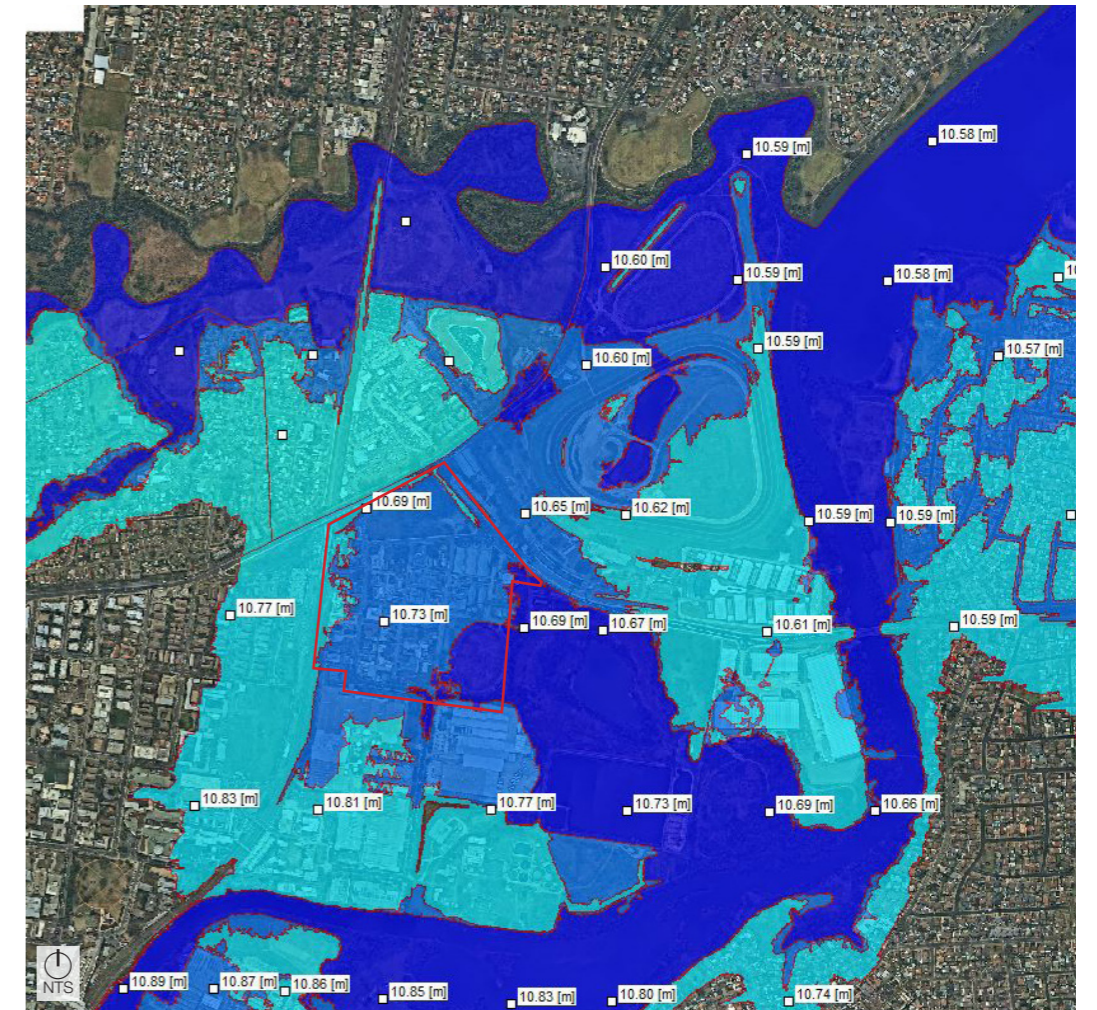 10.58 [m]
10.59 [m]
10.60 [m]
10.59 [m]
10.58 [m]
10.59 [m]
10.60 [m]
10.57 [m]
10.69 [m]
10.65 [m]
10.62 [m]
10.59 [m]
10.59 [m]
10.77 [m]
10.73 [m]
10.69 [m]
10.67 [m]
10.61 [m]
10.59 [m]
10.83 [m]
10.81 [m]
10.77 [m]
10.73 [m]
10.69 [m]
10.66 [m]
NTS
10.89 [m]
10.87 [m]
10.86 [m]
10.85 [m]
10.83 [m]
10.80 [m]
10.74 [m]